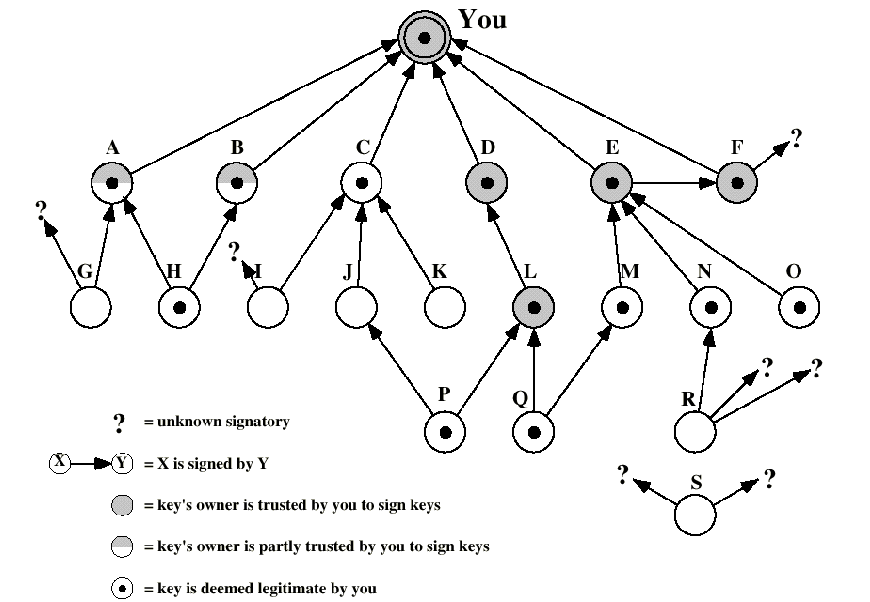 You
A B C D E F ?
?
G H ? I J K L M N O
P Q R ? ?
? = unknown signatory
X Y = X is signed by Y
? S ?
= key's owner is trusted by you to sign keys
= key's owner is partly trusted by you to sign keys
= key is deemed legitimate by you